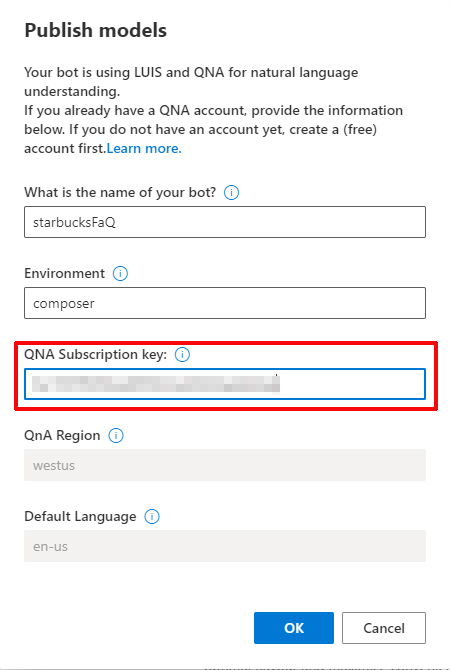 Publish models
Your bot is using LUIS and QNA for natural language
understanding.
If you already have a QNA account, provide the information
below. If you do not have an account yet, create a (free)
account first.Learn more.
What is the name of your bot?
starbucksFaQ
Environment
composer
QNA Subscription key:
QnA Region
westus
Default Language
en-us
OK Cancel